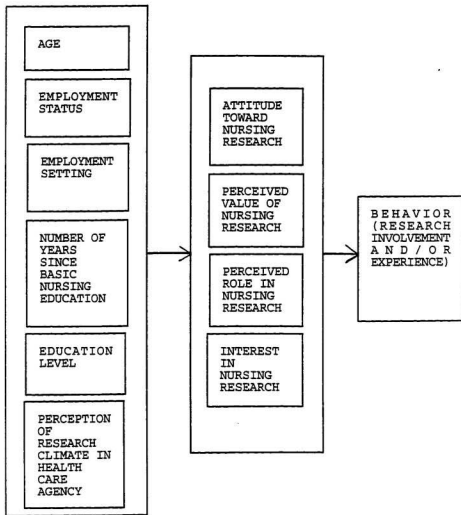 AGE
EMPLOYMENT
STATUS
EMPLOYMENT
SETTING
NUMBER OF
YEARS
SINCE
BASIC
NURSING
EDUCATION
EDUCATION
LEVEL
PERCEPTION
OF
RESEARCH
CLIMATE IN
HEALTH
CARE
AGENCY
ATTITUDE
TOWARD
NURSING
RESEARCH
PERCEIVED
VALUE OF
NURSING
RESEARCH
PERCEIVED
ROLE IN
NURSING
RESEARCH
INTEREST
IN
NURSING
RESEARCH
BEHAVIOR
(RESEARCH
INVOLVEMENT
AND/OR
EXPERIENCE)